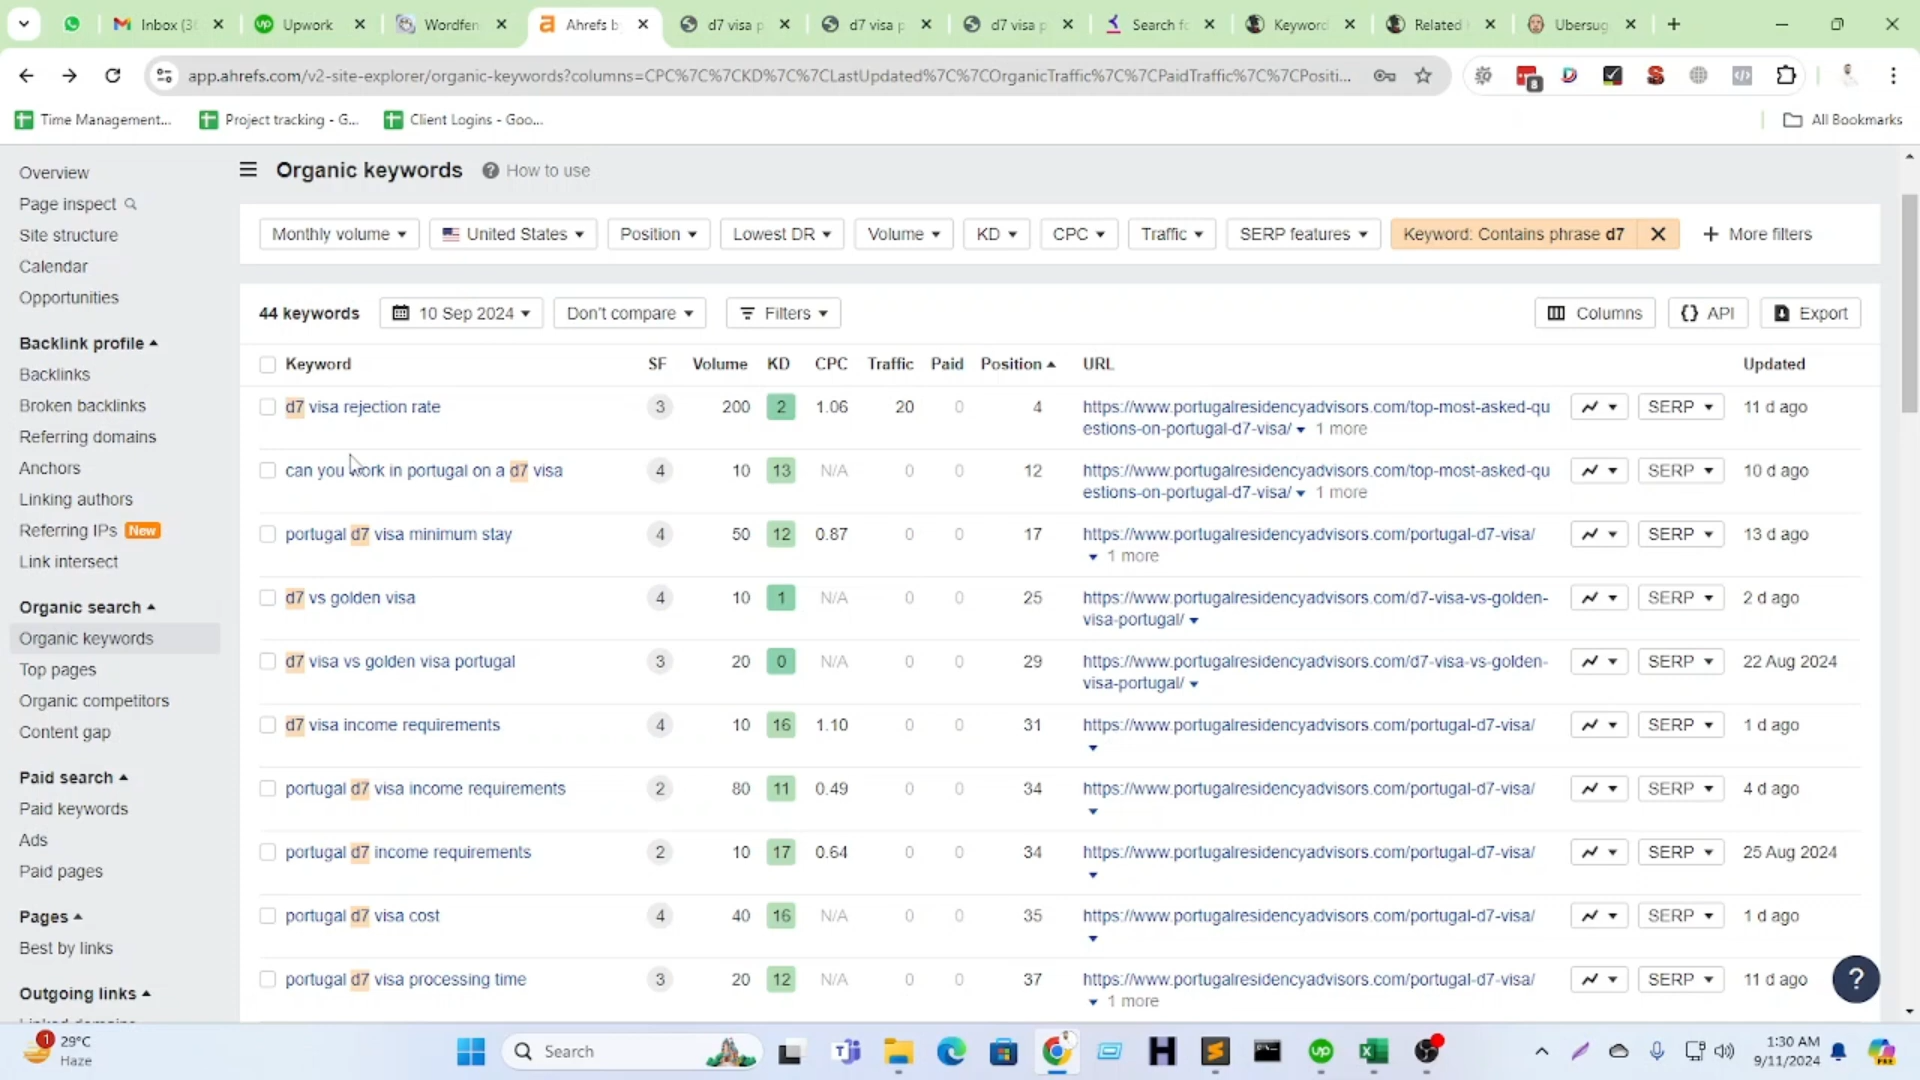 Inbox (3
Upwork
Wordfen
Ahrefs b
d7 visa p
d7 visa p
d7 visa p
Search fo
Keyword
Related
Ubersug
app.ahrefs.com/v2-site-explorer/organic-keywords?columns=CPC%7C%7CKD%7C%7CLastUpdated%7C%7COrganicTraffic%7C%7CPaidTraffic%7C%7CPositi...
8
Time Management...
Project tracking - G...
Client Logins - Goo...
All Bookmarks
Overview
Page inspect
Site structure
Calendar
Opportunities
Backlink profile
Backlinks
Broken backlinks
Referring domains
Anchors
Linking authors
Referring IPs New
Link intersect
Organic search
Organic keywords
Top pages
Organic competitors
Content gap
Paid search
Paid keywords
Ads
Paid pages
Pages
Best by links
Outgoing links
Linked domains
Organic keywords ? How to use
Monthly volume United States Position Lowest DR Volume KD CPC Traffic SERP features Keyword: Contains phrase d7 + More filters
44 keywords 10 Sep 2024 Don't compare Filters Columns {} API Export
Keyword SF Volume KD CPC Traffic Paid Position URL Updated
d7 visa rejection rate 3 200 2 1.06 20 0 4 https://www.portugalresidencyadvisors.com/top-most-asked-qu SERP 11 d ago
estions-on-portugal-d7-visa/ 1 more
can you work in portugal on a d7 visa 4 10 13 N/A 0 0 12 https://www.portugalresidencyadvisors.com/top-most-asked-qu SERP 10 d ago
estions-on-portugal-d7-visa/ 1 more
portugal d7 visa minimum stay 4 50 12 0.87 0 0 17 https://www.portugalresidencyadvisors.com/portugal-d7-visa/ SERP 13 d ago
1 more
d7 vs golden visa 4 10 1 N/A 0 0 25 https://www.portugalresidencyadvisors.com/d7-visa-vs-golden- SERP 2 d ago
visa-portugal/
d7 visa vs golden visa portugal 3 20 0 N/A 0 0 29 https://www.portugalresidencyadvisors.com/d7-visa-vs-golden- SERP 22 Aug 2024
visa-portugal/
d7 visa income requirements 4 10 16 1.10 0 0 31 https://www.portugalresidencyadvisors.com/portugal-d7-visa/ SERP 1 d ago
portugal d7 visa income requirements 2 80 11 0.49 0 0 34 https://www.portugalresidencyadvisors.com/portugal-d7-visa/ SERP 4 d ago
portugal d7 income requirements 2 10 17 0.64 0 0 34 https://www.portugalresidencyadvisors.com/portugal-d7-visa/ SERP 25 Aug 2024
portugal d7 visa cost 4 40 16 N/A 0 0 35 https://www.portugalresidencyadvisors.com/portugal-d7-visa/ SERP 1 d ago
portugal d7 visa processing time 3 20 12 N/A 0 0 37 https://www.portugalresidencyadvisors.com/portugal-d7-visa/ SERP 11 d ago
1 more
?
1
29°C
Haze
Search
1:30 AM
9/11/2024